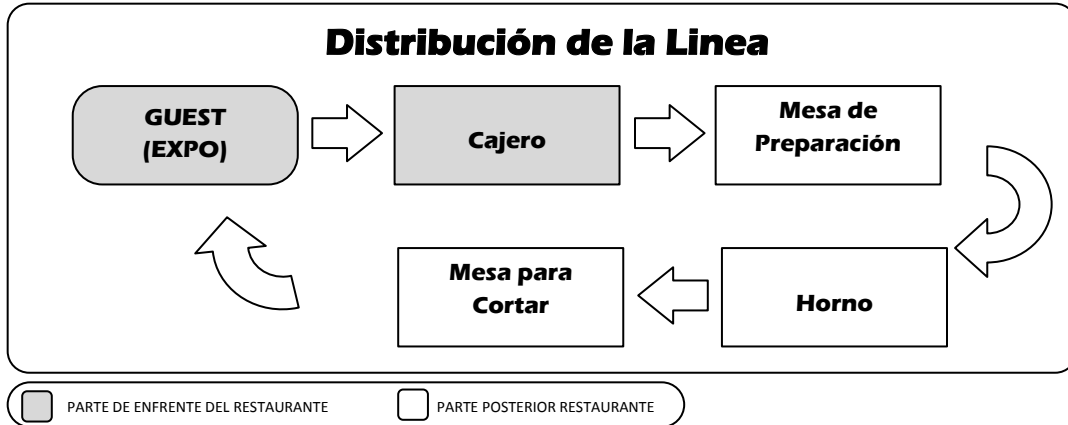 Distribución de la Linea
GUEST
(EXPO)
Cajero
Mesa de
Preparación
Mesa para
Cortar
Horno
PARTE DE ENFRENTE DEL RESTAURANTE
PARTE POSTERIOR RESTAURANTE